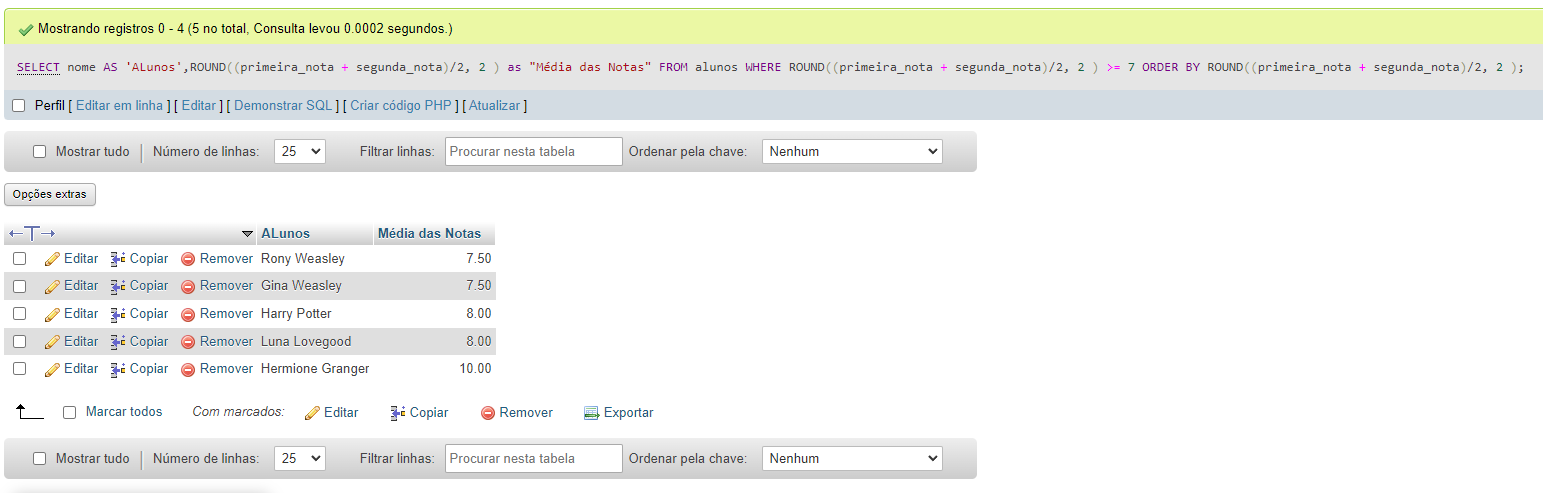 Mostrando registros 0 - 4 (5 no total, Consulta levou 0.0002 segundos.)
SELECT nome AS 'ALunos',ROUND((primeira_nota + segunda_nota)/2, 2 ) as "Média das Notas" FROM alunos WHERE ROUND((primeira_nota + segunda_nota)/2, 2 ) >= 7 ORDER BY ROUND((primeira_nota + segunda_nota)/2, 2 );
Perfil [ Editar em linha ] [ Editar ] [ Demonstrar SQL ] [ Criar código PHP ] [ Atualizar ]
Mostrar tudo Número de linhas: 25 Filtrar linhas: Procurar nesta tabela Ordenar pela chave: Nenhum
Opções extras
←T→ ALunos Média das Notas
Editar Copiar Remover Rony Weasley 7.50
Editar Copiar Remover Gina Weasley 7.50
Editar Copiar Remover Harry Potter 8.00
Editar Copiar Remover Luna Lovegood 8.00
Editar Copiar Remover Hermione Granger 10.00
Marcar todos Com marcados: Editar Copiar Remover Exportar
Mostrar tudo Número de linhas: 25 Filtrar linhas: Procurar nesta tabela Ordenar pela chave: Nenhum